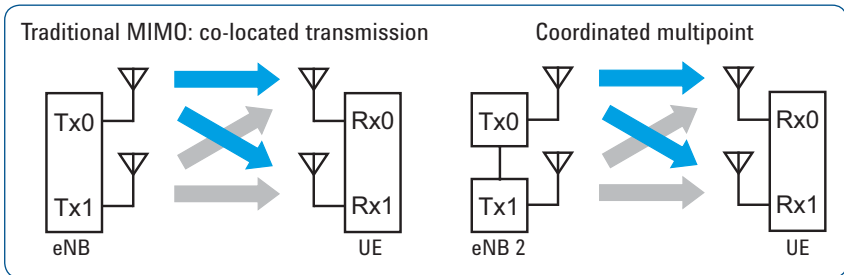 Traditional MIMO: co-located transmission
Tx0
Tx1
eNB
Rx0
Rx1
UE
Coordinated multipoint
Tx0
Tx1
eNB 2
Rx0
Rx1
UE